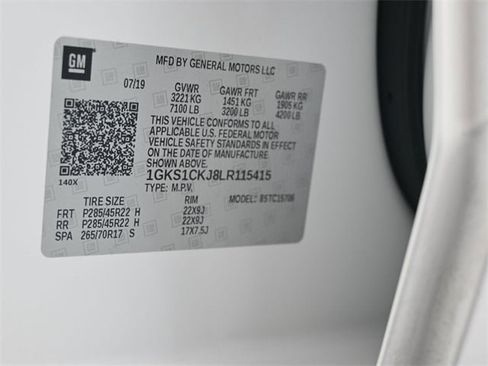 GM
MFD BY GENERAL MOTORS LLC
07/19 GVWR GAWR FRT GAWR RR
3221 KG 1451 KG 1905 KG
7100 LB 3200 LB 4200 LB
THIS VEHICLE CONFORMS TO ALL
APPLICABLE U.S. FEDERAL MOTOR
VEHICLE SAFETY STANDARDS IN
EFFECT ON THE DATE OF MANUFACTURE
SHOWN ABOVE.
140X 1GKS1CKJ8LR115415
TYPE: M.P.V. MODEL:
TIRE SIZE RIM
FRT P285/45R22 H 22X9J
RR P285/45R22 H 22X9J
SPA 265/70R17 S 17X7.5J